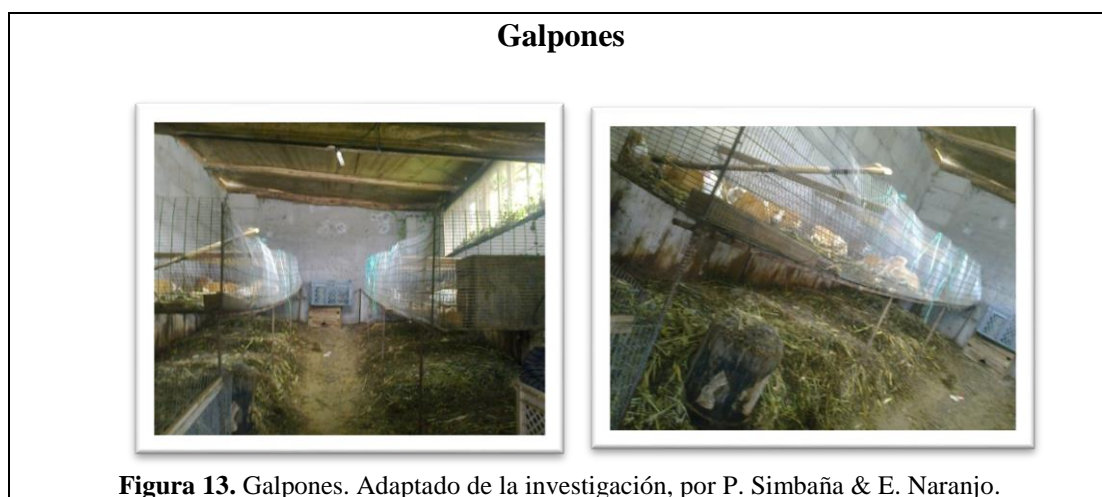 Galpones
Figura 13. Galpones. Adaptado de la investigación, por P. Simbaña & E. Naranjo.